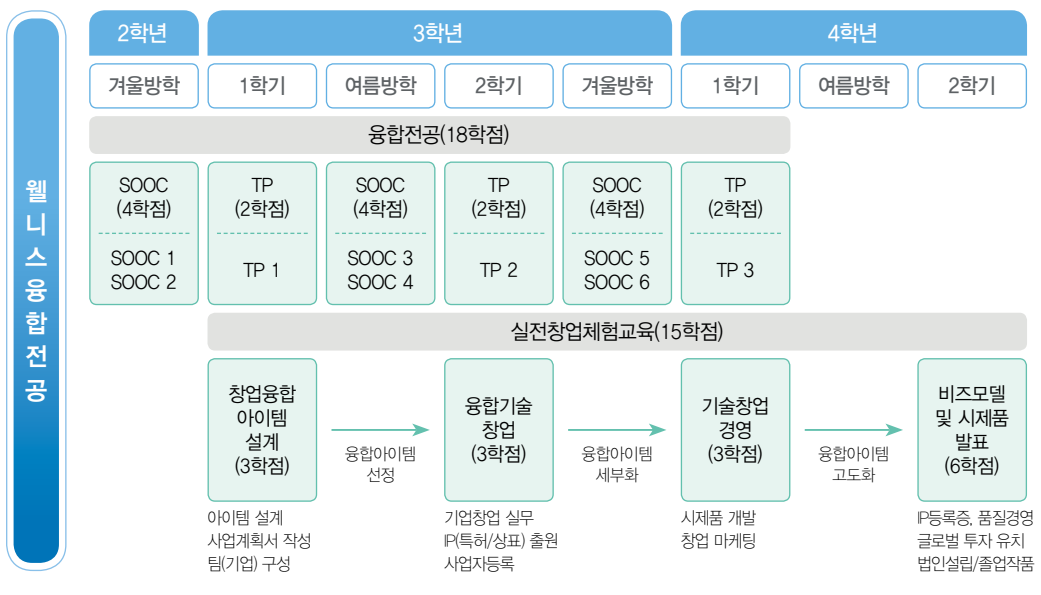 웰니스융합전공
2학년 3학년 4학년
겨울방학 1학기 여름방학 2학기 겨울방학 1학기 여름방학 2학기
융합전공(18학점)
SOOC TP SOOC TP SOOC TP
(4학점) (2학점) (4학점) (2학점) (4학점) (2학점)
SOOC 1
SOOC 2
TP 1
SOOC 3
SOOC 4
TP 2
SOOC 5
SOOC 6
TP 3
실전창업체험교육(15학점)
창업융합
아이템
설계
(3학점)
융합아이템
선정
융합기술
창업
(3학점)
융합아이템
세부화
기술창업
경영
(3학점)
융합아이템
고도화
비즈모델
및 시제품
발표
(6학점)
아이템 설계
사업계획서 작성
팀(기업) 구성
기업창업 실무
IP(특허/상표) 출원
사업자등록
시제품 개발
창업 마케팅
IP등록증, 품질경영
글로벌 투자 유치
법인설립/졸업작품